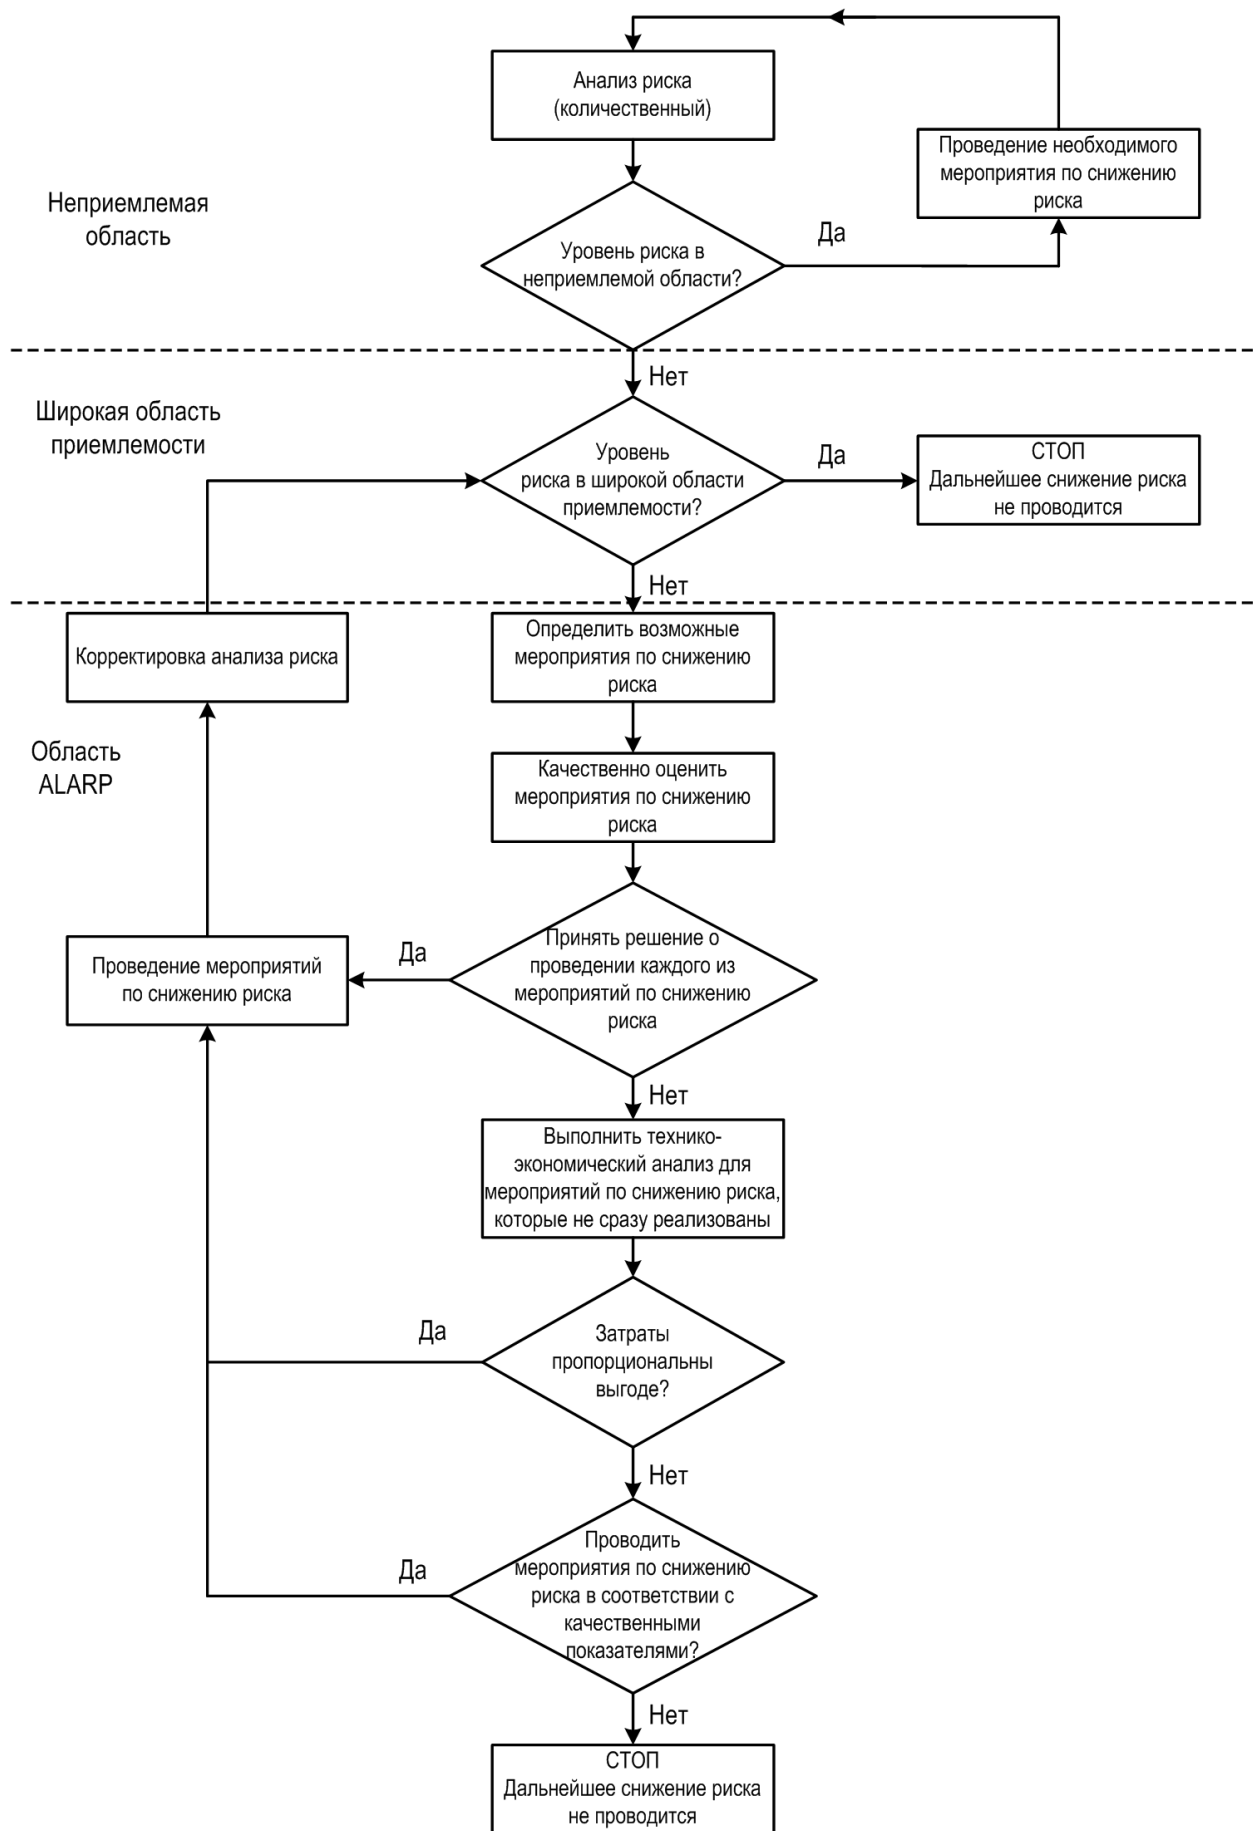 Анализ риска
(количественный)
Проведение необходимого
мероприятия по снижению
риска
Неприемлемая
область
Уровень риска в
неприемлемой области?
Да
Нет
Широкая область
приемлемости
Уровень
риска в широкой области
приемлемости?
Да
СТОП
Дальнейшее снижение риска
не проводится
Нет
Корректировка анализа риска
Определить возможные
мероприятия по снижению
риска
Область
ALARP
Качественно оценить
мероприятия по снижению
риска
Проведение мероприятий
по снижению риска
Да
Принять решение о
проведении каждого из
мероприятий по снижению
риска
Нет
Выполнить технико-
экономический анализ для
мероприятий по снижению риска,
которые не сразу реализованы
Да
Затраты
пропорциональны
выгоде?
Нет
Да
Проводить
мероприятия по снижению
риска в соответствии с
качественными
показателями?
Нет
СТОП
Дальнейшее снижение риска
не проводится